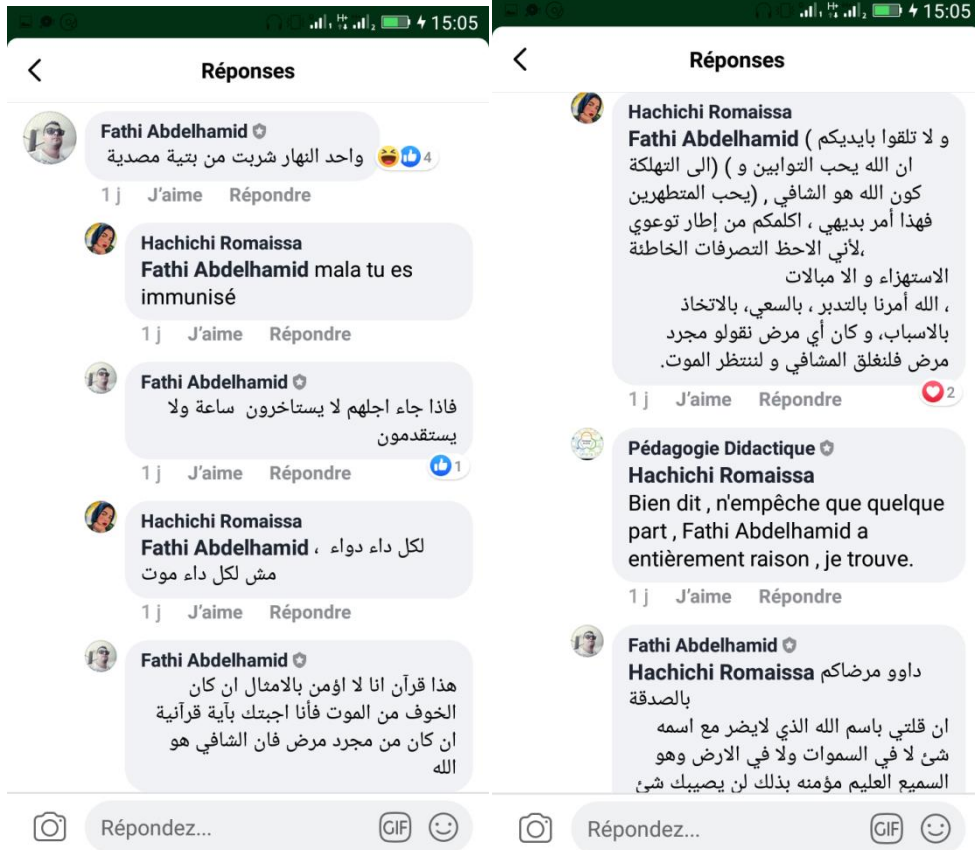 15:05
Réponses
Fathi Abdelhamid
واحد النهار شربت من بتية مصدية
4
1 j J'aime Répondre
Hachichi Romaissa
Fathi Abdelhamid mala tu es
immunisé
1 j J'aime Répondre
Fathi Abdelhamid
فاذا جاء اجلهم لا يستاخرون ساعة ولا
يستقدمون
1
1 j J'aime Répondre
Hachichi Romaissa
Fathi Abdelhamid لكل داء دواء ،
مش لكل داء موت
1 j J'aime Répondre
Fathi Abdelhamid
هذا قرآن انا لا اؤمن بالامثال ان كان
الخوف من الموت فأنا اجبتك بآية قرآنية
ان كان من مجرد مرض فان الشافي هو
الله
Répondez...
GIF
15:05
Réponses
Hachichi Romaissa
Fathi Abdelhamid ( و لا تلقوا بايديكم
الى التهلكة) ( ان الله يحب التوابين و
يحب المتطهرين) , كون الله هو الشافي
فهذا أمر بديهي ، اكلمكم من إطار توعوي
،لأني الاحظ التصرفات الخاطئة
الاستهزاء و الا مبالات
، الله أمرنا بالتدبر ، بالسعي، بالاتخاذ
بالاسباب، و كان أي مرض نقولو مجرد
مرض فلنغلق المشافي و لننتظر الموت.
2
1 j J'aime Répondre
Pédagogie Didactique
Hachichi Romaissa
Bien dit , n'empêche que quelque
part , Fathi Abdelhamid a
entièrement raison , je trouve.
1 j J'aime Répondre
Fathi Abdelhamid
Hachichi Romaissa داوو مرضاكم
بالصدقة
ان قلتي باسم الله الذي لايضر مع اسمه
شئ لا في السموات ولا في الارض وهو
السميع العليم مؤمنه بذلك لن يصيبك شئ
Répondez...
GIF